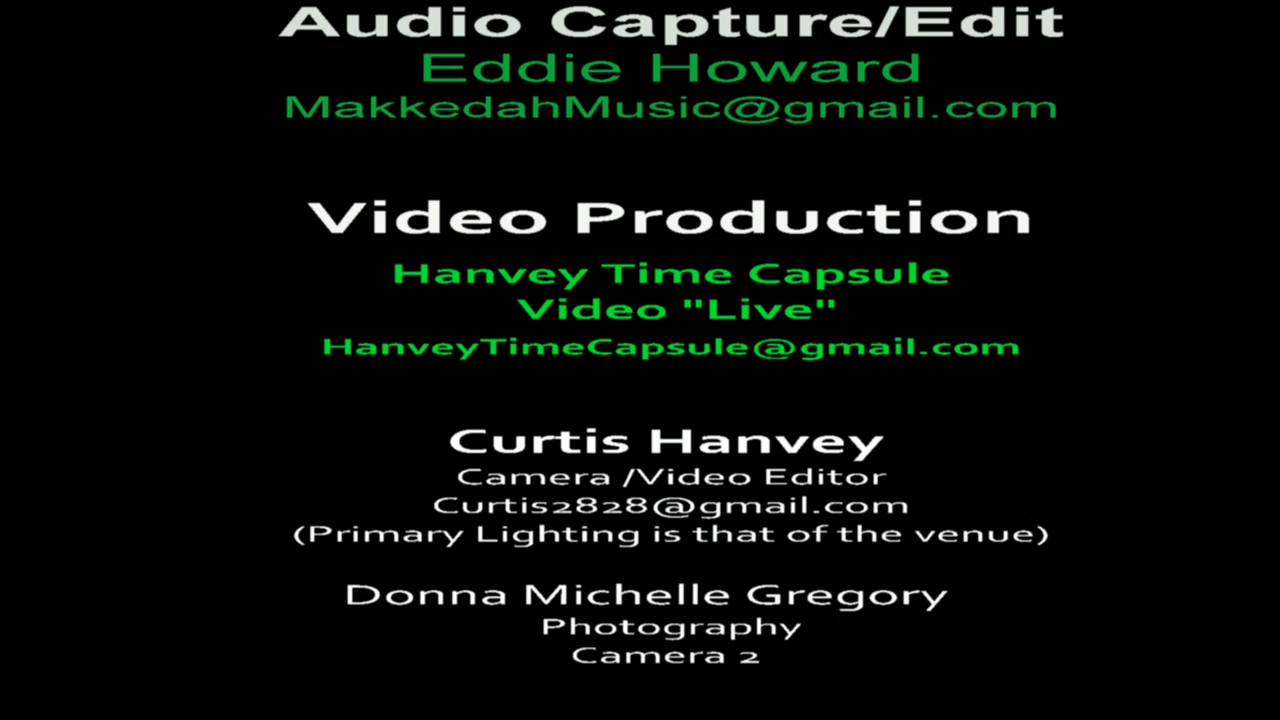 Audio Capture/Edit
Eddie Howard
MakkedahMusic@gmail.com
Video Production
Hanvey Time Capsule
Video "Live"
HanveyTimeCapsule@gmail.com
Curtis Hanvey
Camera /Video Editor
Curtis2828@gmail.com
(Primary Lighting is that of the venue)
Donna Michelle Gregory
Photography
Camera 2